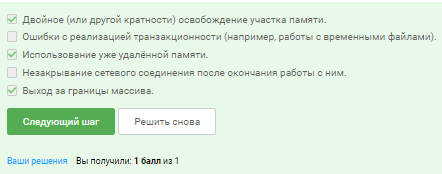 Двойное (или другой кратности) освобождение участка памяти.
Ошибки с реализацией транзакционности (например, работы с временными файлами).
Использование уже удалённой памяти.
Незакрывание сетевого соединения после окончания работы с ним.
Выход за границы массива.
Следующий шаг Решить снова
Ваши решения Вы получили: 1 балл из 1